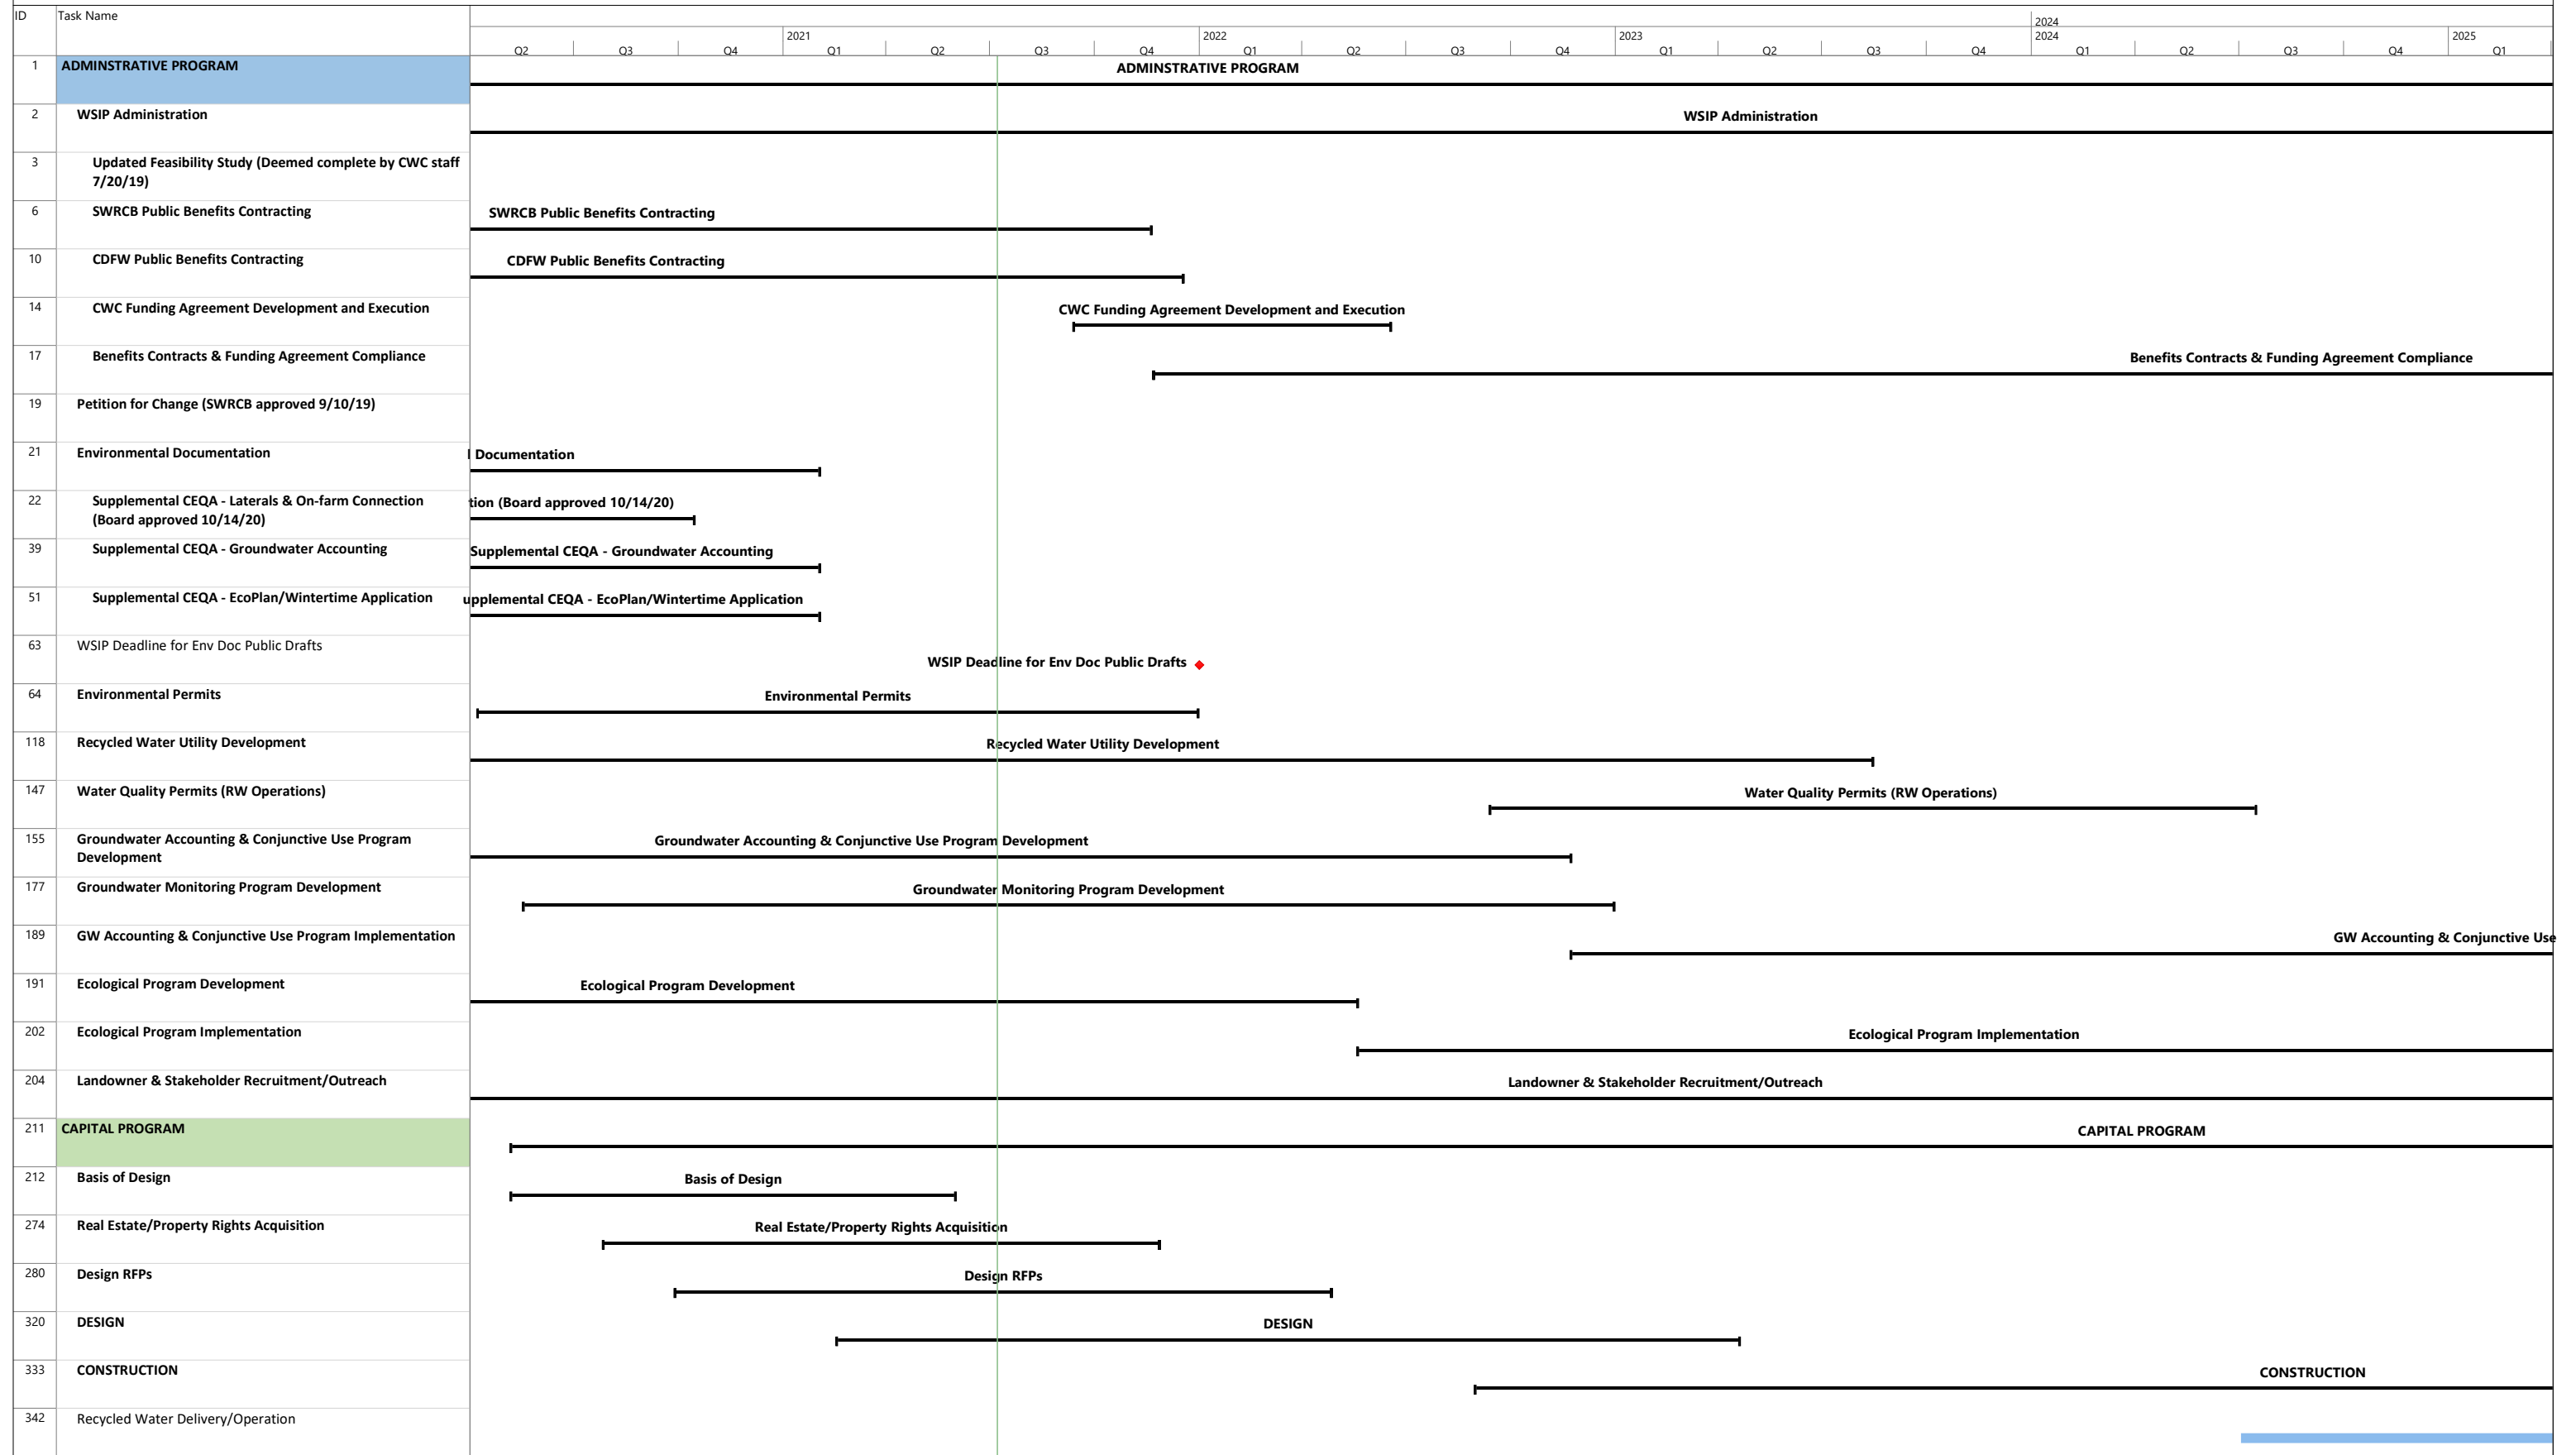 ID Task Name
2024
2021 2022 2023 2024 2025
Q2 Q3 Q4 Q1 Q2 Q3 Q4 Q1 Q2 Q3 Q4 Q1 Q2 Q3 Q4 Q1 Q2 Q3 Q4 Q1
1 ADMINSTRATIVE PROGRAM ADMINSTRATIVE PROGRAM
2 WSIP Administration WSIP Administration
3 Updated Feasibility Study (Deemed complete by CWC staff
7/20/19)
6 SWRCB Public Benefits Contracting SWRCB Public Benefits Contracting
10 CDFW Public Benefits Contracting CDFW Public Benefits Contracting
14 CWC Funding Agreement Development and Execution CWC Funding Agreement Development and Execution
17 Benefits Contracts & Funding Agreement Compliance Benefits Contracts & Funding Agreement Compliance
19 Petition for Change (SWRCB approved 9/10/19)
21 Environmental Documentation l Documentation
22 Supplemental CEQA - Laterals & On-farm Connection tion (Board approved 10/14/20)
(Board approved 10/14/20)
39 Supplemental CEQA - Groundwater Accounting Supplemental CEQA - Groundwater Accounting
51 Supplemental CEQA - EcoPlan/Wintertime Application upplemental CEQA - EcoPlan/Wintertime Application
63 WSIP Deadline for Env Doc Public Drafts
WSIP Deadline for Env Doc Public Drafts
64 Environmental Permits Environmental Permits
118 Recycled Water Utility Development Recycled Water Utility Development
147 Water Quality Permits (RW Operations) Water Quality Permits (RW Operations)
155 Groundwater Accounting & Conjunctive Use Program Groundwater Accounting & Conjunctive Use Program Development
Development
177 Groundwater Monitoring Program Development Groundwater Monitoring Program Development
189 GW Accounting & Conjunctive Use Program Implementation GW Accounting & Conjunctive Use
191 Ecological Program Development Ecological Program Development
202 Ecological Program Implementation Ecological Program Implementation
204 Landowner & Stakeholder Recruitment/Outreach Landowner & Stakeholder Recruitment/Outreach
211 CAPITAL PROGRAM CAPITAL PROGRAM
212 Basis of Design Basis of Design
274 Real Estate/Property Rights Acquisition Real Estate/Property Rights Acquisition
280 Design RFPs Design RFPs
320 DESIGN DESIGN
333 CONSTRUCTION CONSTRUCTION
342 Recycled Water Delivery/Operation